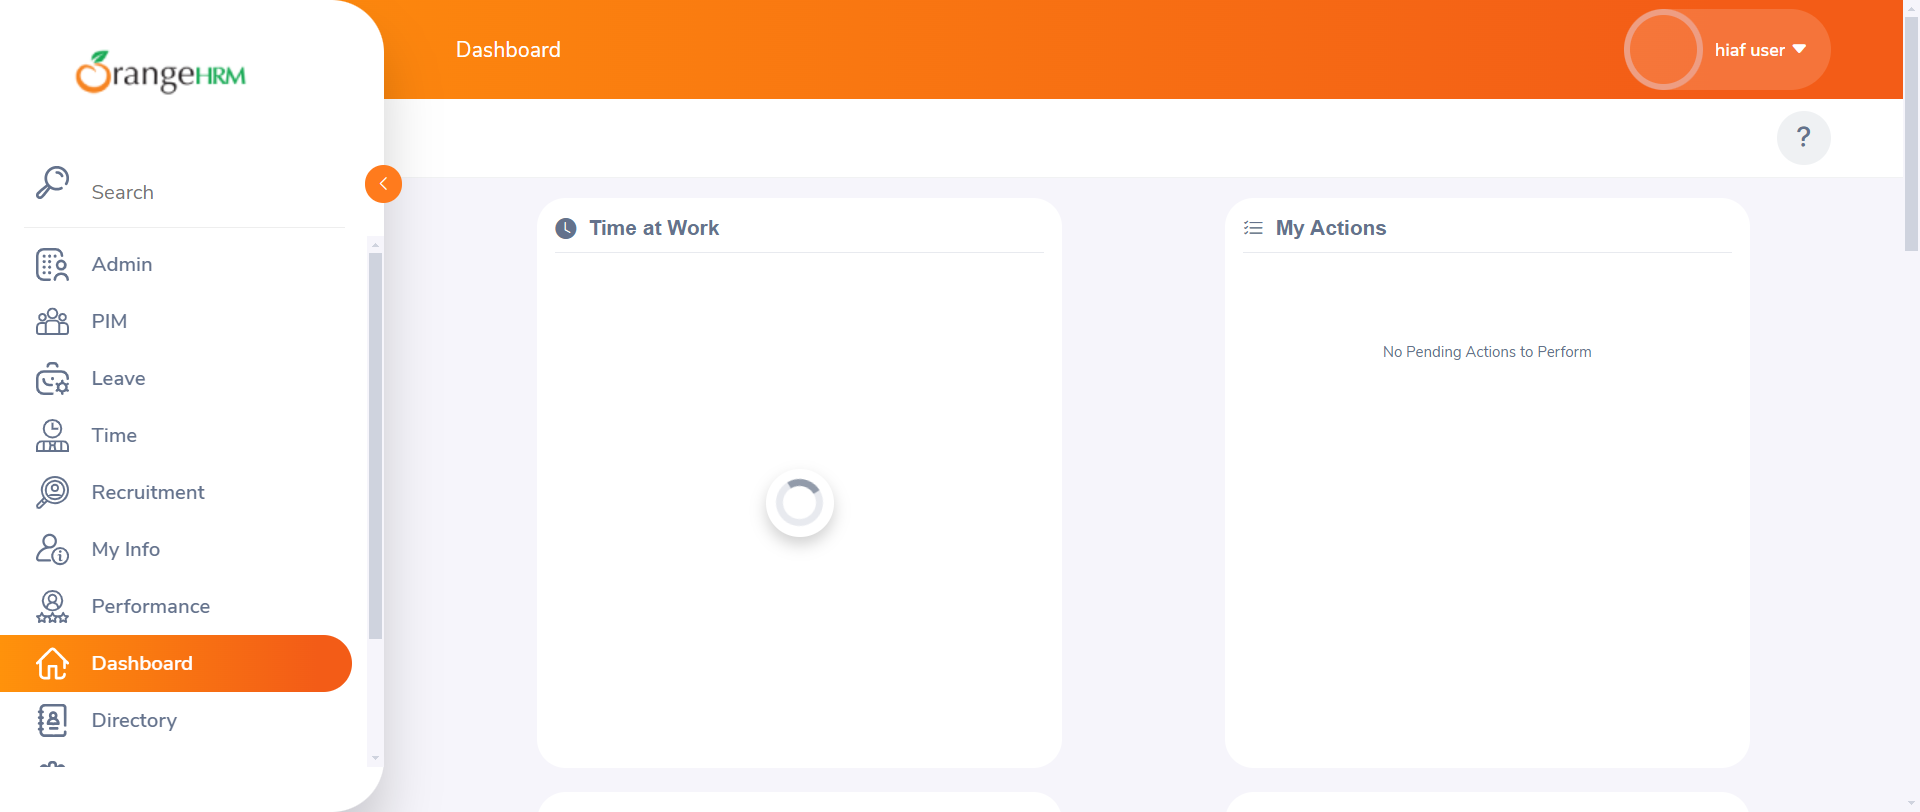 OrangeHRM
Dashboard
hiaf user
?
Search
Admin
PIM
Leave
Time
Recruitment
My Info
Performance
Dashboard
Directory
Time at Work
My Actions
No Pending Actions to Perform